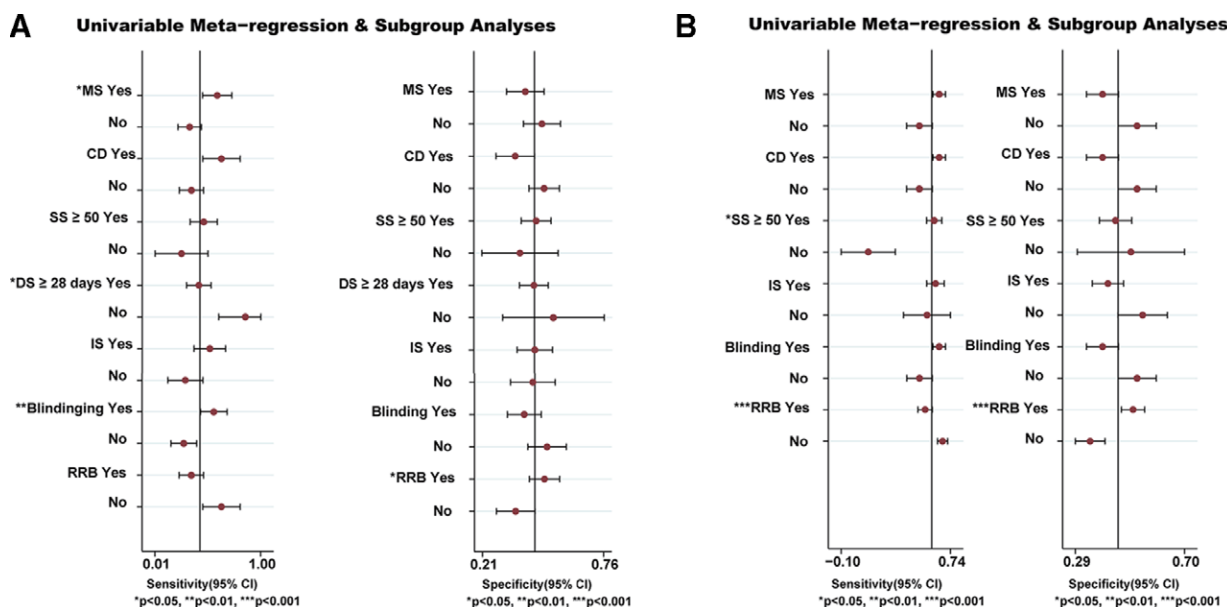 A
Univariable Meta-regression & Subgroup Analyses
*MS Yes
No
CD Yes
No
SS ≥ 50 Yes
No
*DS ≥ 28 days Yes
No
IS Yes
No
**Blindinging Yes
No
RRB Yes
No
0.01
1.00
Sensitivity(95% CI)
*p<0.05, **p<0.01, ***p<0.001
MS Yes
No
CD Yes
No
SS ≥ 50 Yes
No
DS ≥ 28 days Yes
No
IS Yes
No
Blinding Yes
No
*RRB Yes
No
0.21
0.76
Specificity(95% CI)
*p<0.05, **p<0.01, ***p<0.001
B
Univariable Meta-regression & Subgroup Analyses
MS Yes
No
CD Yes
No
*SS ≥ 50 Yes
No
IS Yes
No
Blinding Yes
No
***RRB Yes
No
−0.10
0.74
Sensitivity(95% CI)
*p<0.05, **p<0.01, ***p<0.001
MS Yes
No
CD Yes
No
SS ≥ 50 Yes
No
IS Yes
No
Blinding Yes
No
***RRB Yes
No
0.29
0.70
Specificity(95% CI)
*p<0.05, **p<0.01, ***p<0.001